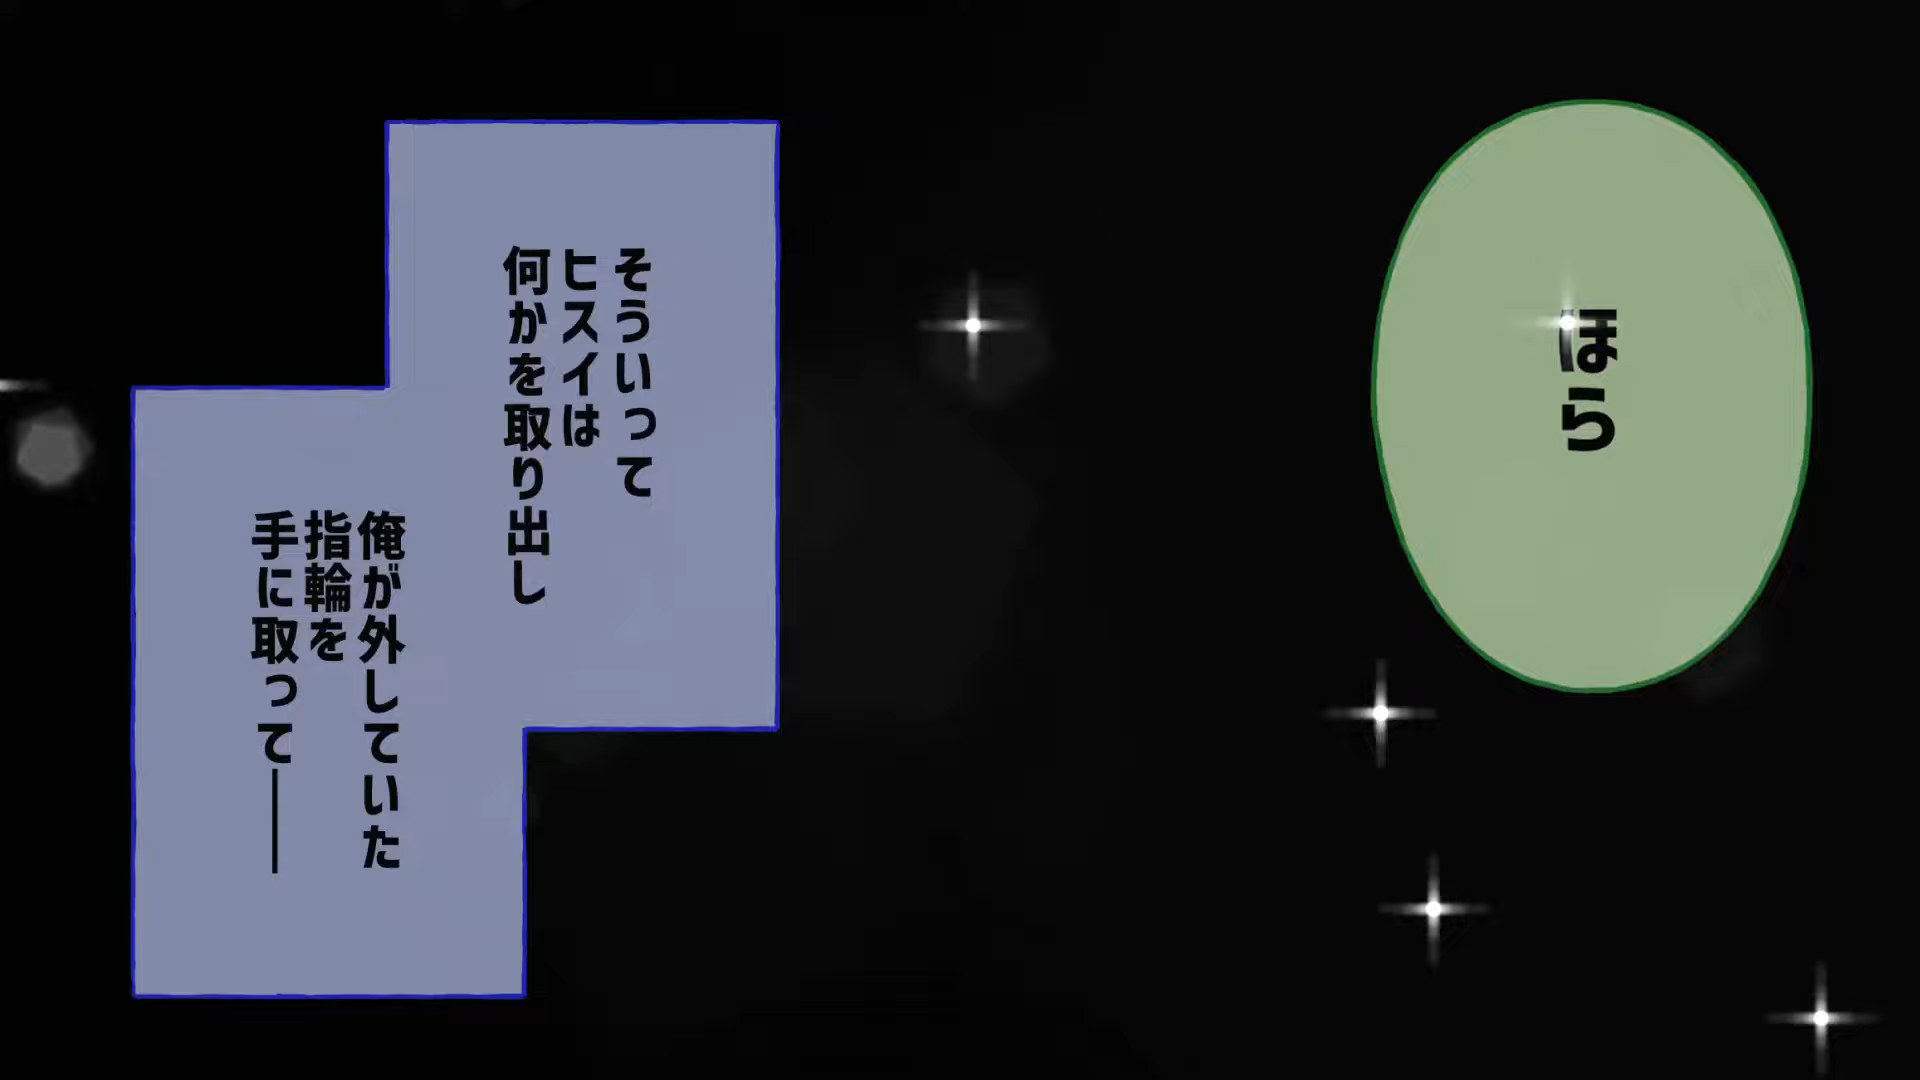 ほら
そういって
ヒスイは
何かを取り出し
俺が外していた
指輪を
手に取って――